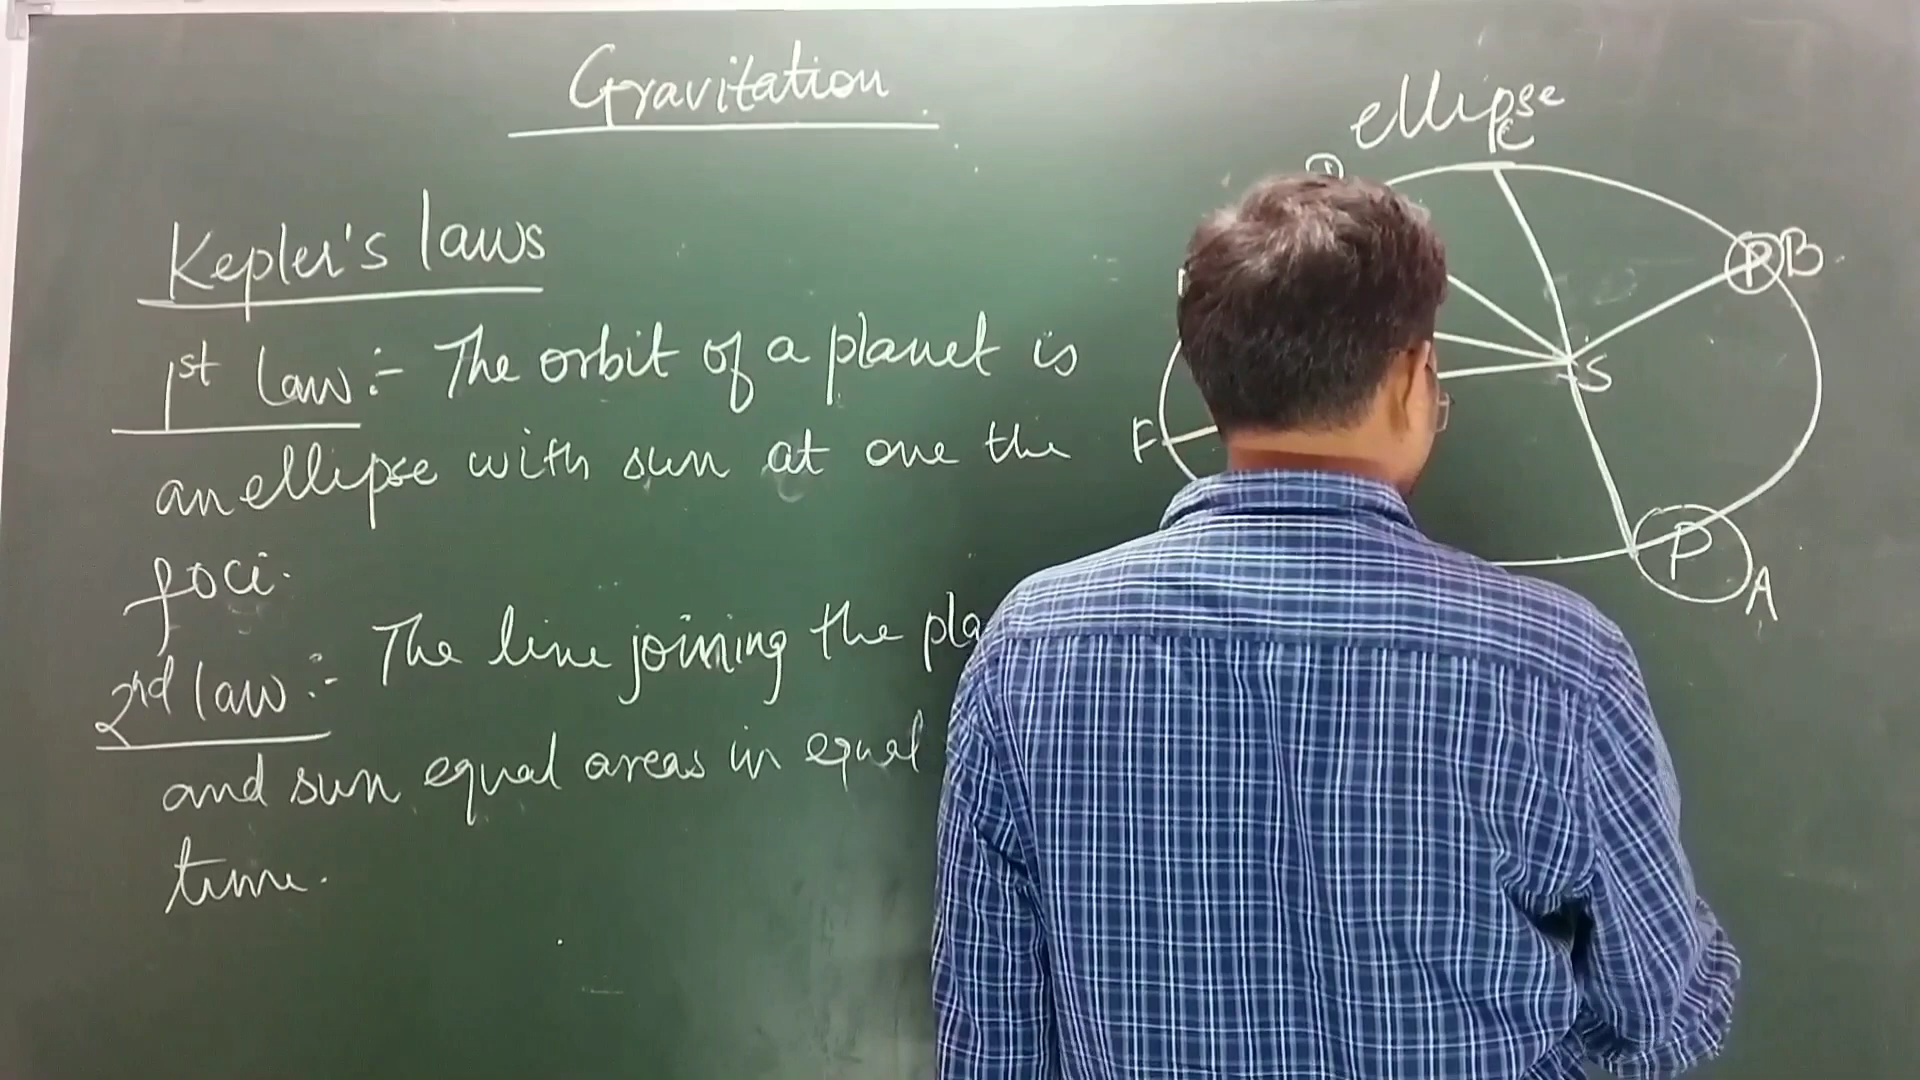 Gravitation
ellipse
Kepler's laws
1st law :- The orbit of a planet is
an ellipse with sun at one the
foci.
2nd law :- The line joining the pla
and sun equal areas in equal
time.
C
P B
S
F
P A